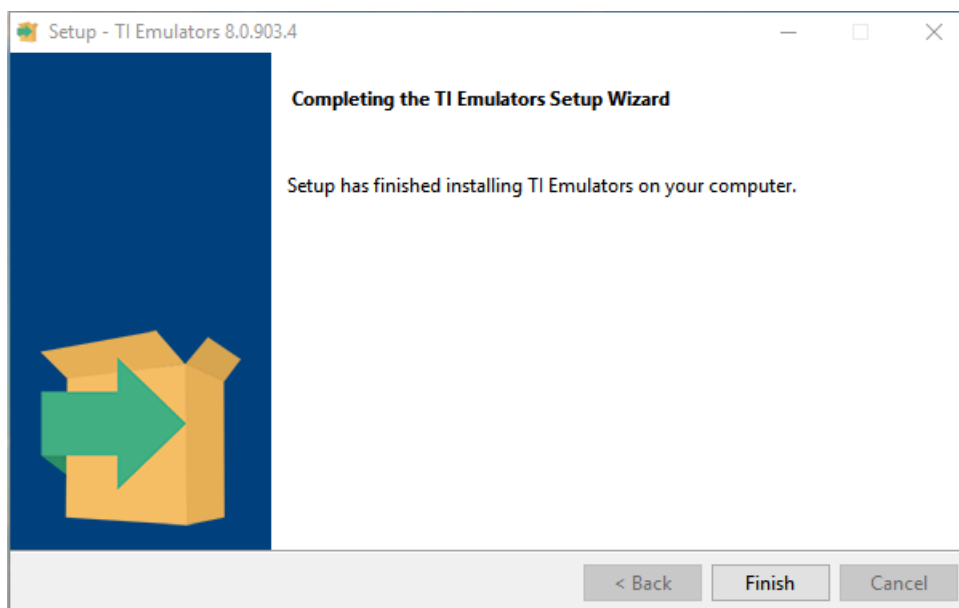 Setup - TI Emulators 8.0.903.4
Completing the TI Emulators Setup Wizard
Setup has finished installing TI Emulators on your computer.
< Back Finish Cancel